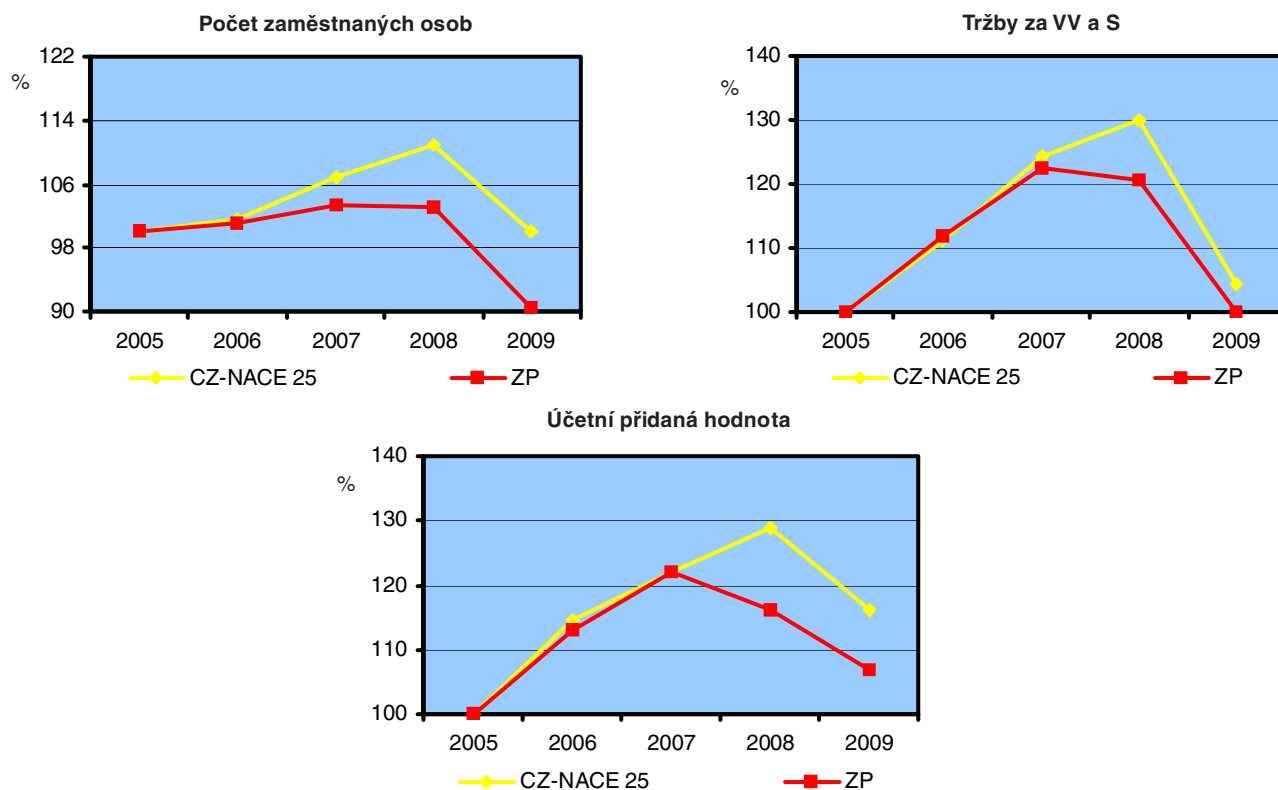 Počet zaměstnaných osob
%
122
114
106
98
90
2005 2006 2007 2008 2009
CZ-NACE 25 ZP
Tržby za VV a S
%
140
130
120
110
100
2005 2006 2007 2008 2009
CZ-NACE 25 ZP
Účetní přidaná hodnota
%
140
130
120
110
100
2005 2006 2007 2008 2009
CZ-NACE 25 ZP